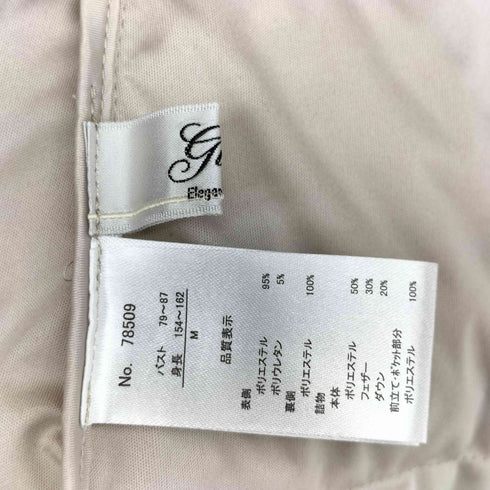 Elega
No. 78509
バスト 79～87
身長 154～162
M
品質表示
表側
ポリエステル 95%
ポリウレタン 5%
裏側
ポリエステル 100%
詰物
本体
ポリエステル 50%
フェザー 30%
ダウン 20%
前立て・ポケット部分
ポリエステル 100%